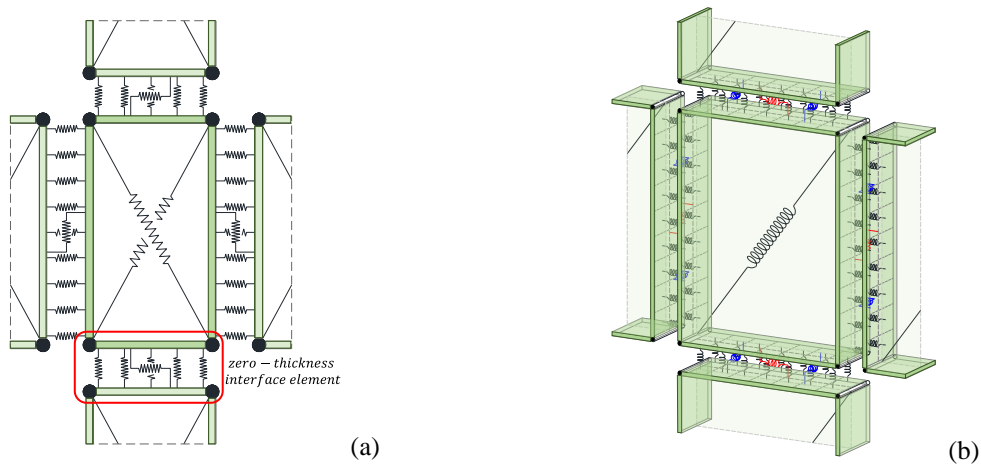 zero − thickness
interface element
(a)
(b)